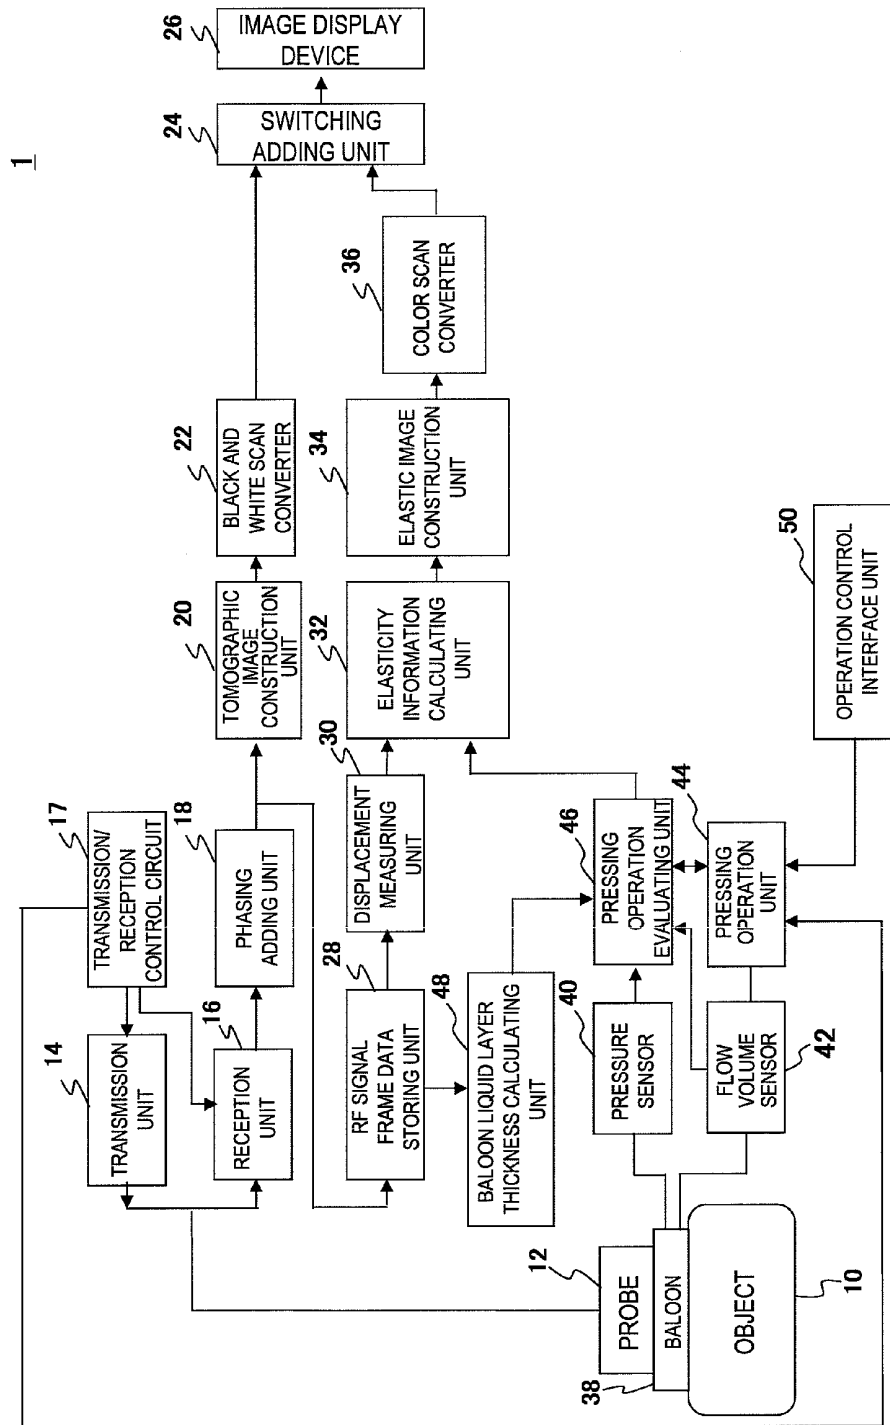 1
17
TRANSMISSION/
RECEPTION
CONTROL CIRCUIT
14
TRANSMISSION
UNIT
16
RECEPTION
UNIT
18
PHASING
ADDING UNIT
20
TOMOGRAPHIC
IMAGE
CONSTRUCTION
UNIT
22
BLACK AND
WHITE SCAN
CONVERTER
24
SWITCHING
ADDING UNIT
26
IMAGE DISPLAY
DEVICE
28
RF SIGNAL
FRAME DATA
STORING UNIT
30
DISPLACEMENT
MEASURING
UNIT
32
ELASTICITY
INFORMATION
CALCULATING
UNIT
34
ELASTIC IMAGE
CONSTRUCTION
UNIT
36
COLOR SCAN
CONVERTER
48
BALOON LIQUID LAYER
THICKNESS CALCULATING
UNIT
12
PROBE
38
BALOON
OBJECT
10
40
PRESSURE
SENSOR
46
PRESSING
OPERATION
EVALUATING UNIT
FLOW
VOLUME
SENSOR
42
44
PRESSING
OPERATION
UNIT
50
OPERATION CONTROL
INTERFACE UNIT